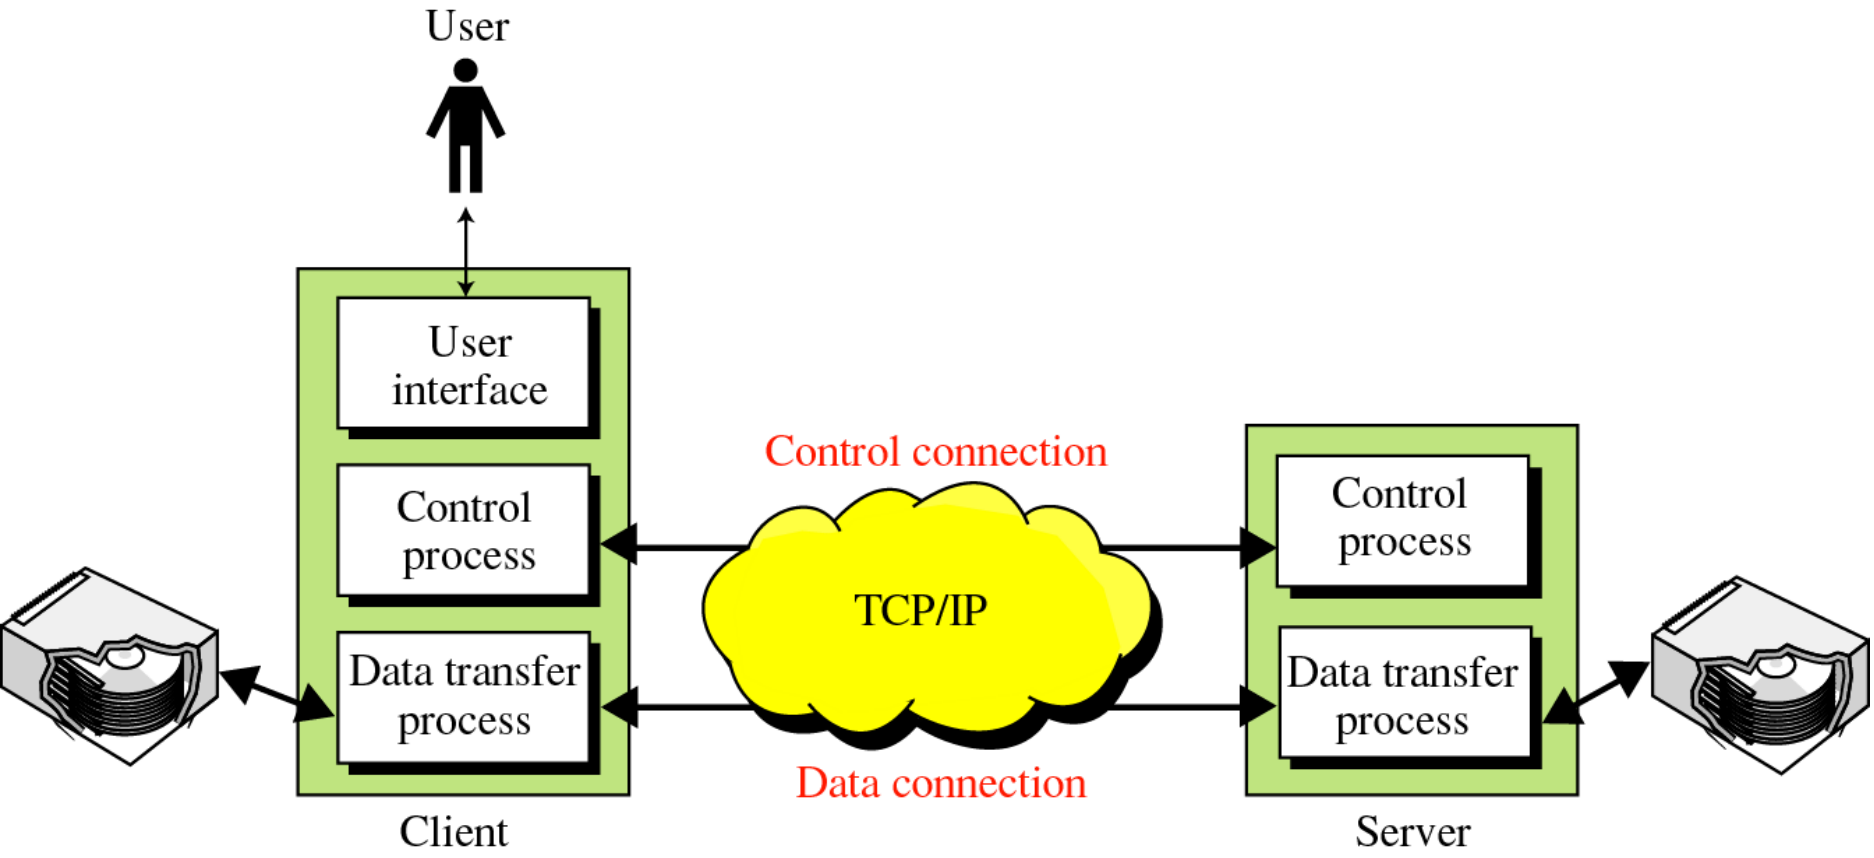 User
User
interface
Control
process
Data transfer
process
Client
Control connection
TCP/IP
Data connection
Control
process
Data transfer
process
Server